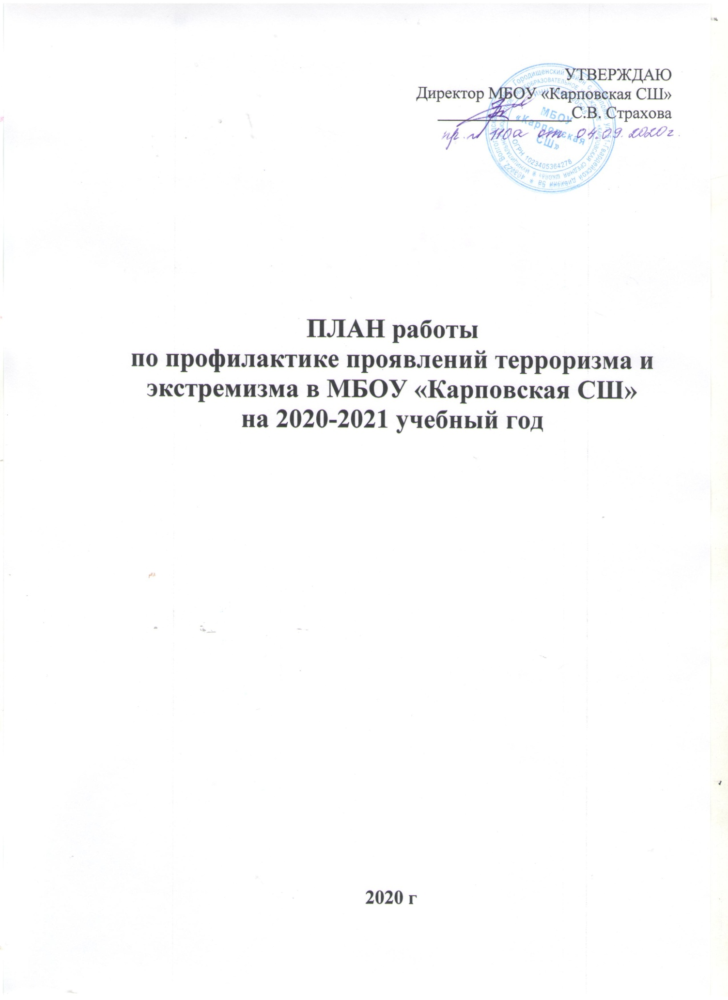 УТВЕРЖДАЮ
Директор МБОУ «Карповская СШ»
________________С.В. Страхова
пр. № 110а от 04.09.2020г.
МБОУ
«Карповская
СШ»
ОГРН 1023405364278
ПЛАН работы
по профилактике проявлений терроризма и
экстремизма в МБОУ «Карповская СШ»
на 2020-2021 учебный год
2020 г